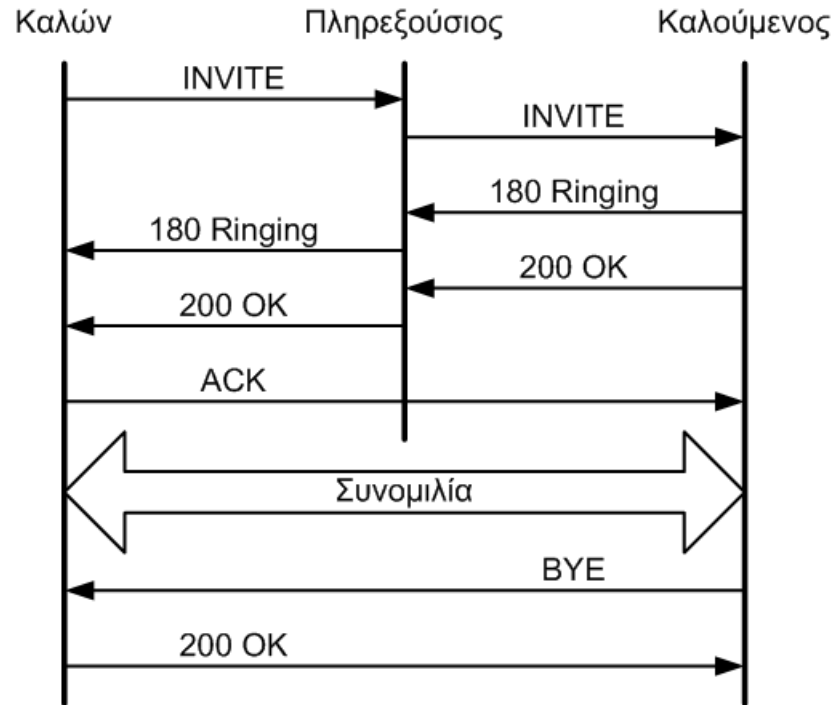 Καλών
Πληρεξούσιος
Καλούμενος
INVITE
INVITE
180 Ringing
180 Ringing
200 OK
200 OK
ACK
Συνομιλία
BYE
200 OK